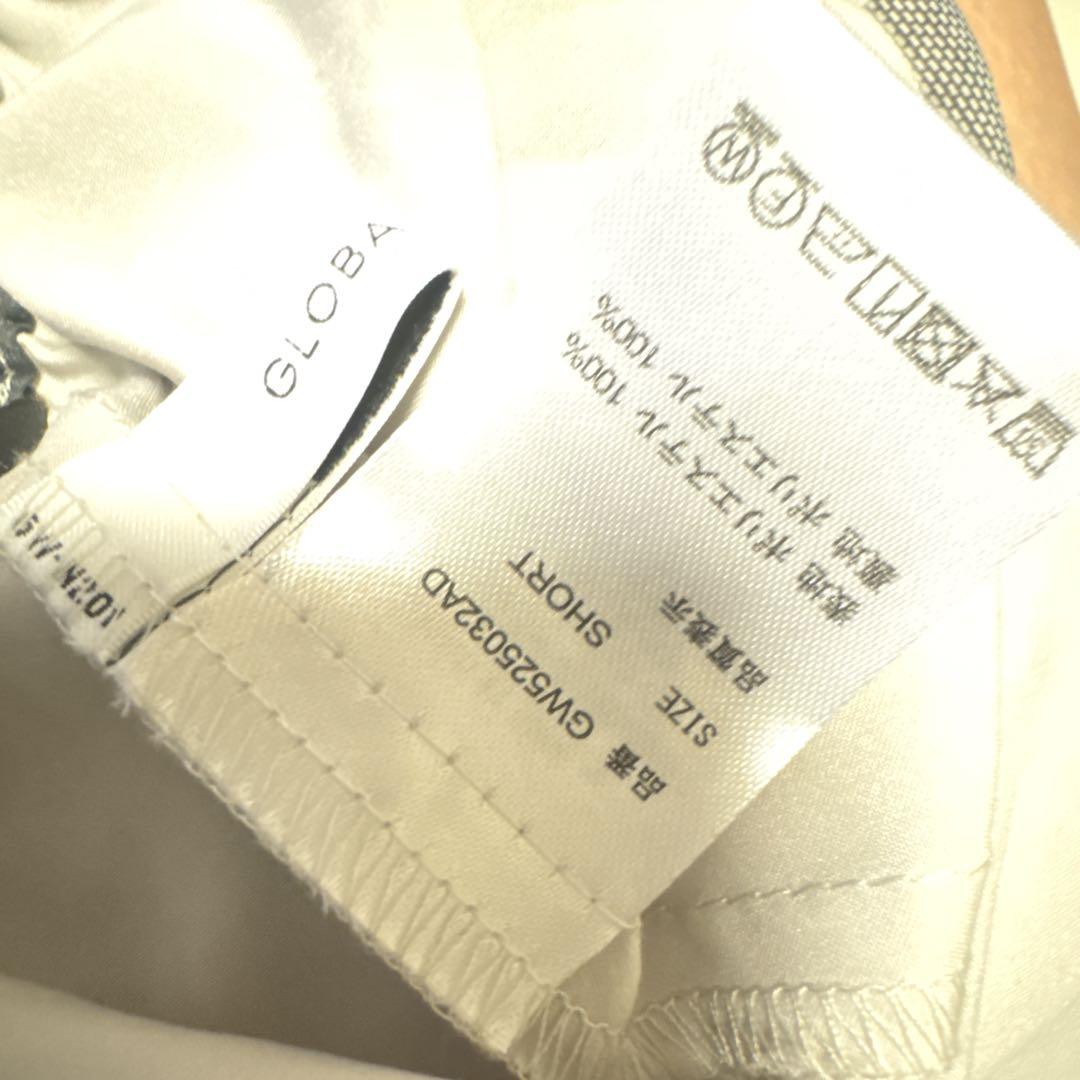 GLOBA
品番 GW525032AD
SIZE SHORT
品質表示
表地 ポリエステル 100%
裏地 ポリエステル 100%
F
W